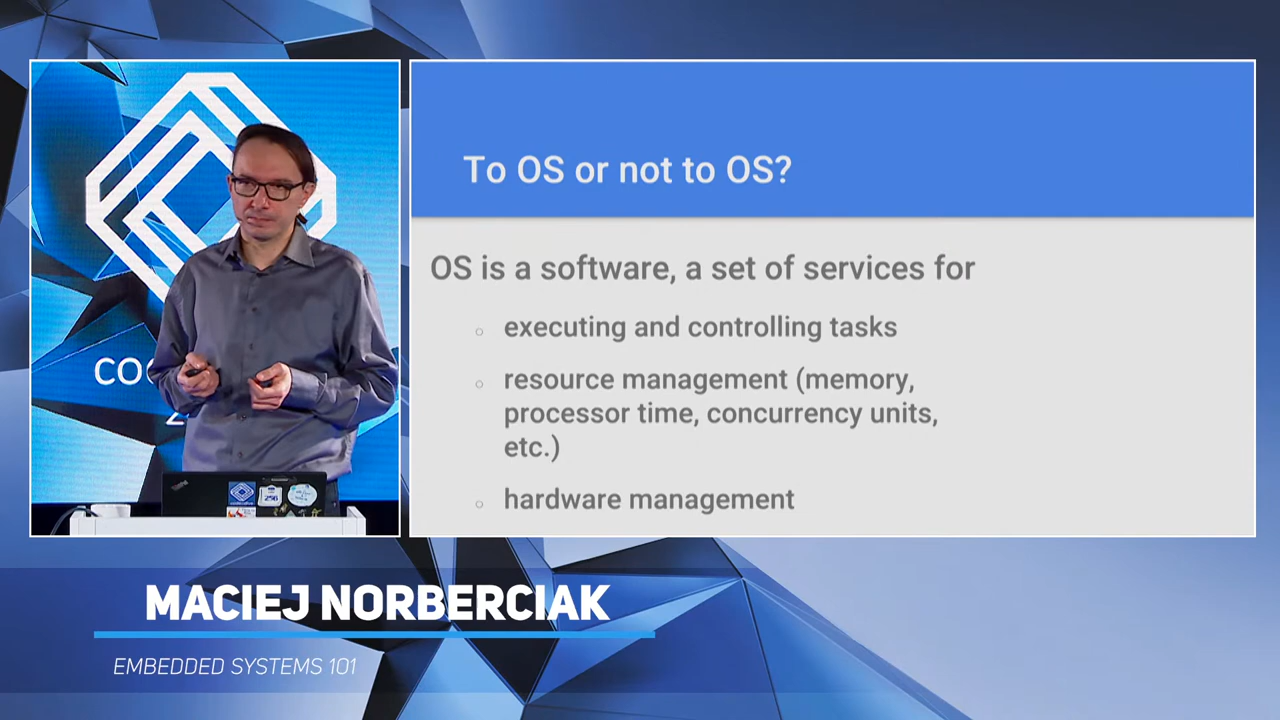 To OS or not to OS?
OS is a software, a set of services for
executing and controlling tasks
resource management (memory,
processor time, concurrency units,
etc.)
hardware management
MACIEJ NORBERCIAK
EMBEDDED SYSTEMS 101